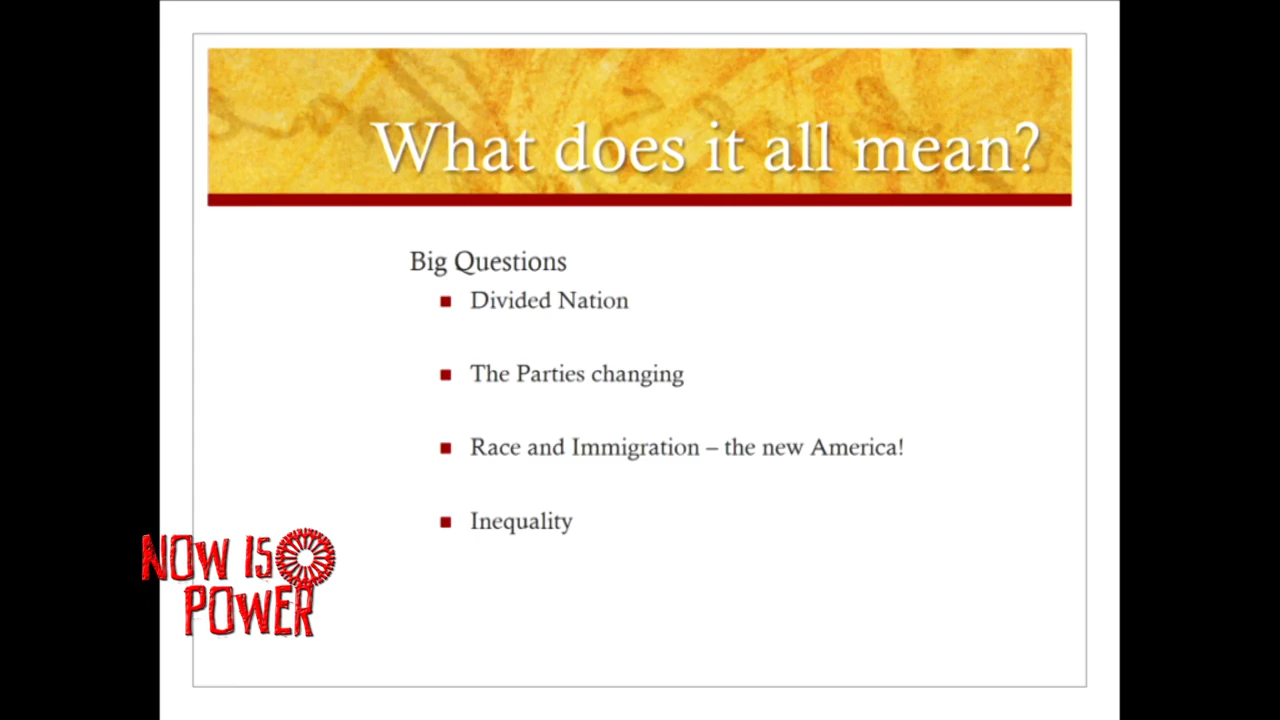 What does it all mean?
Big Questions
Divided Nation
The Parties changing
Race and Immigration – the new America!
Inequality
NOW IS
POWER